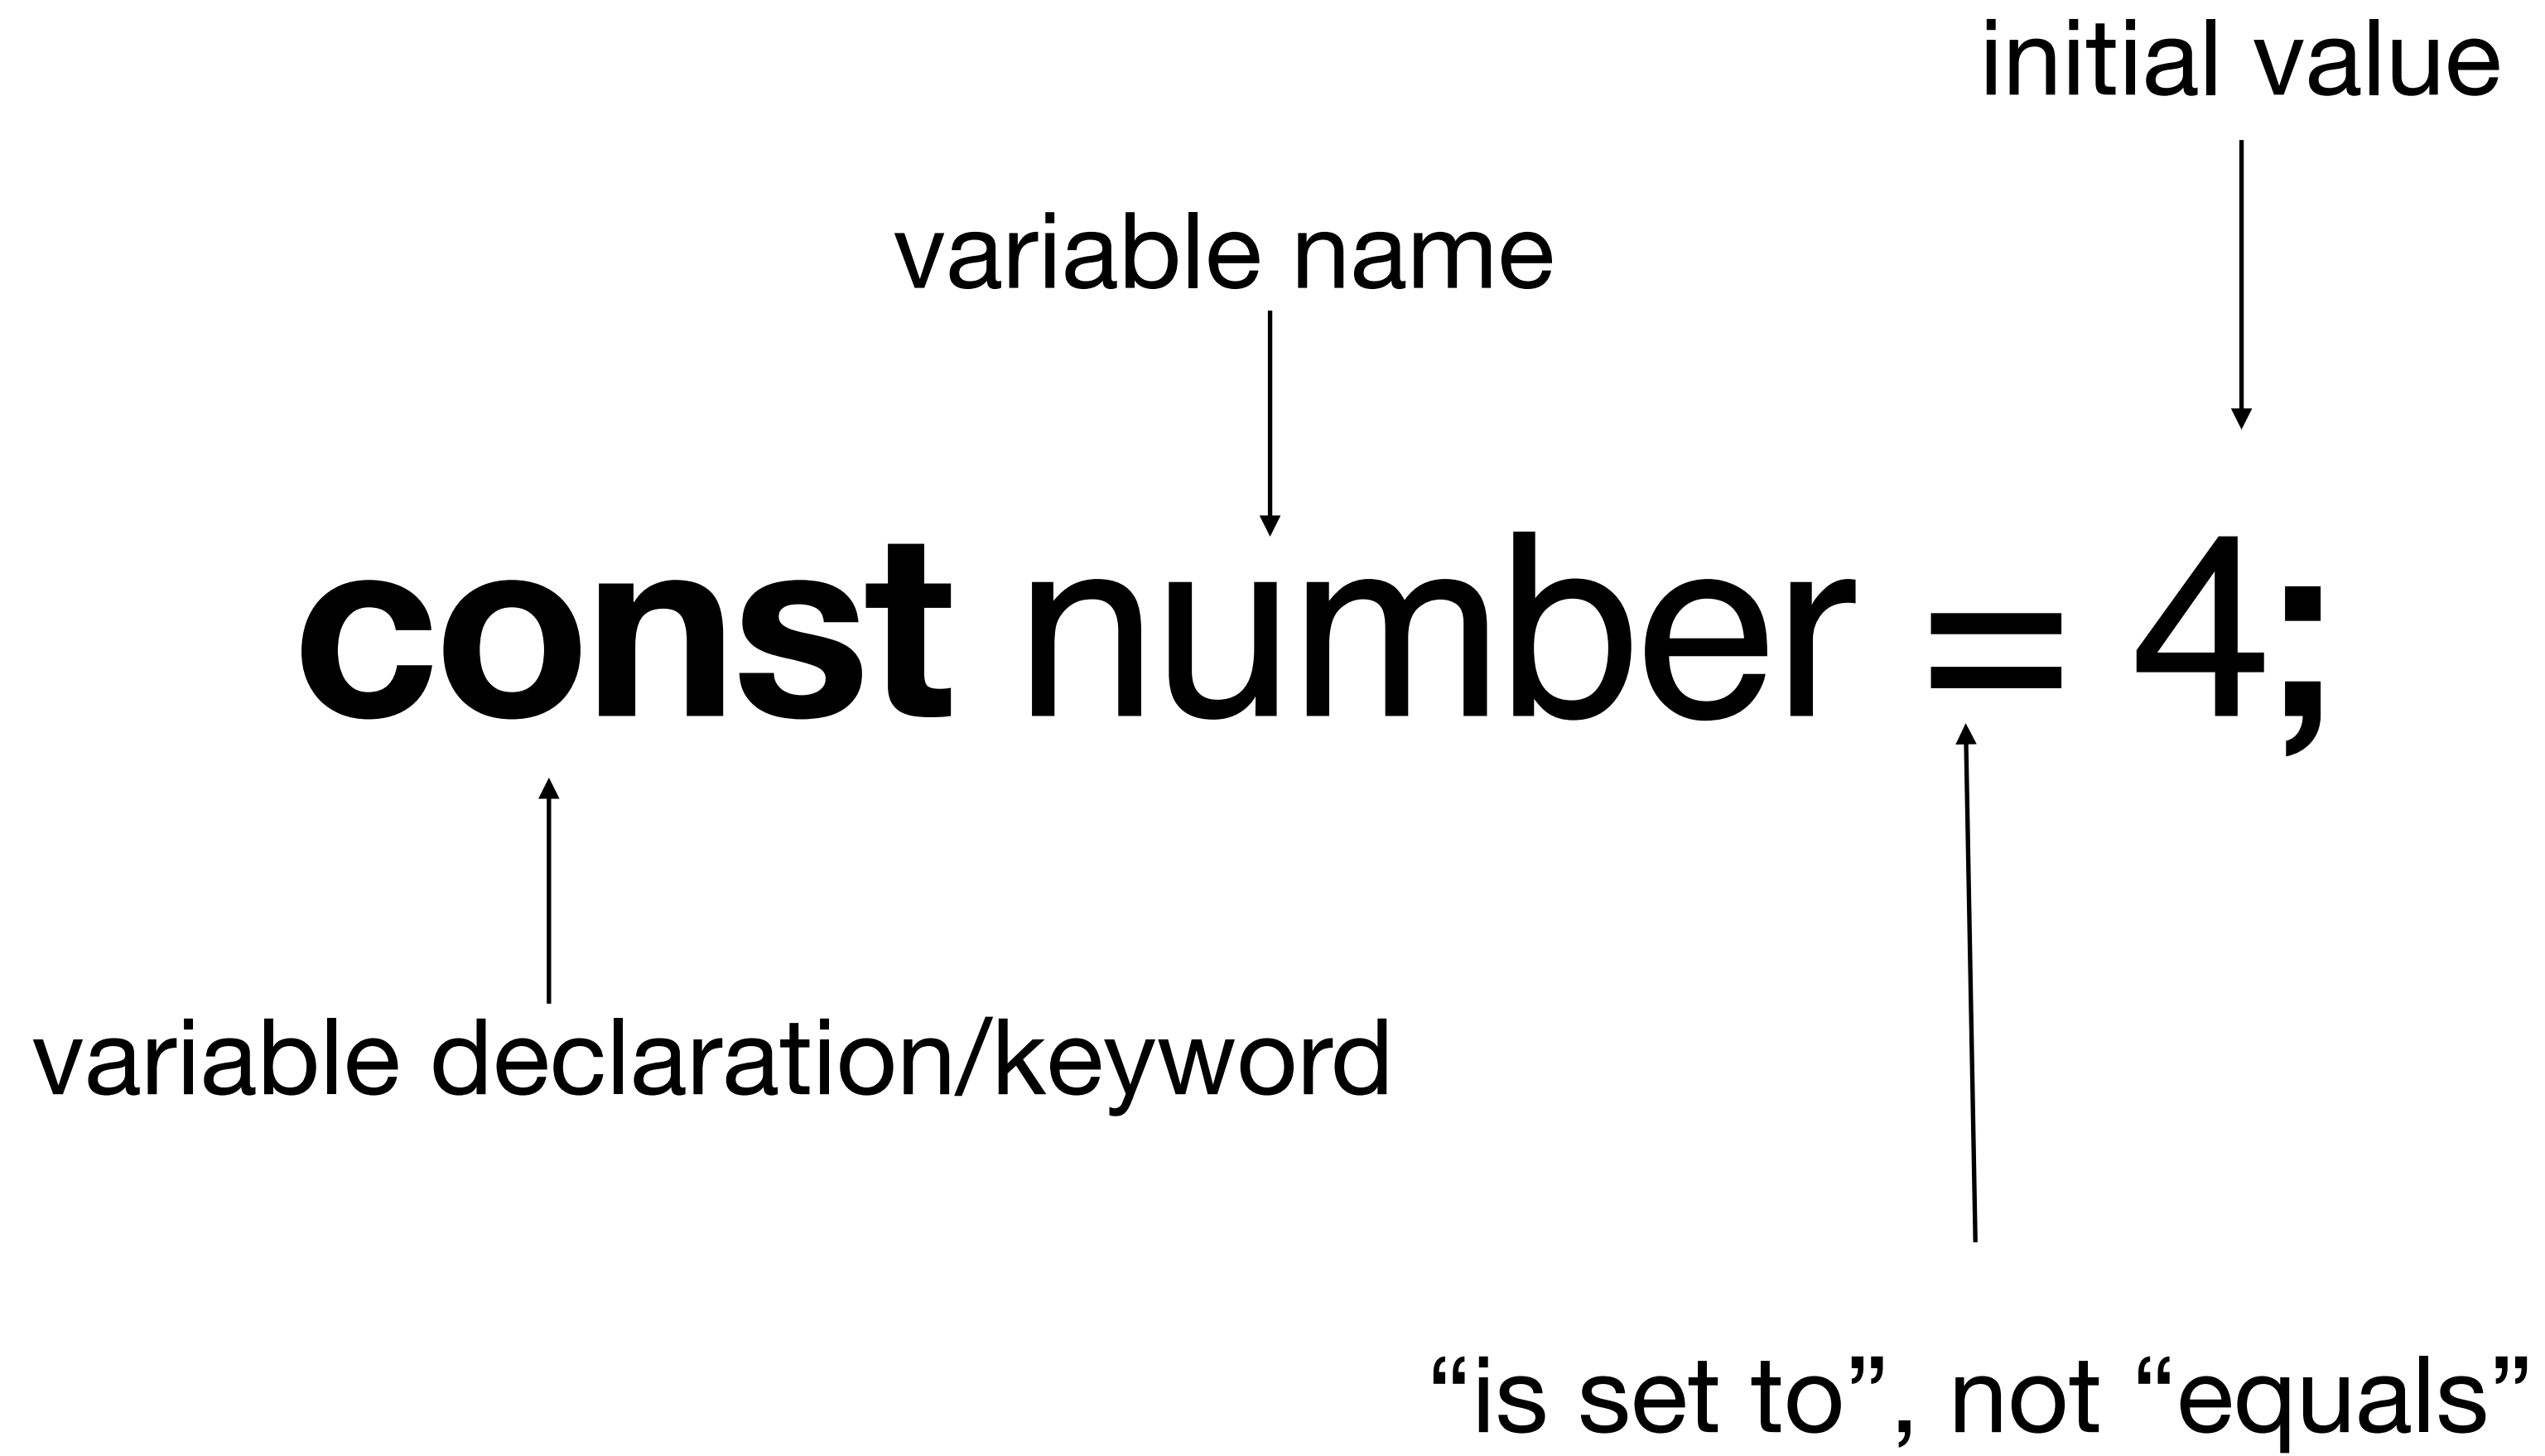 initial value
variable name
const number = 4;
variable declaration/keyword
“is set to”, not “equals”